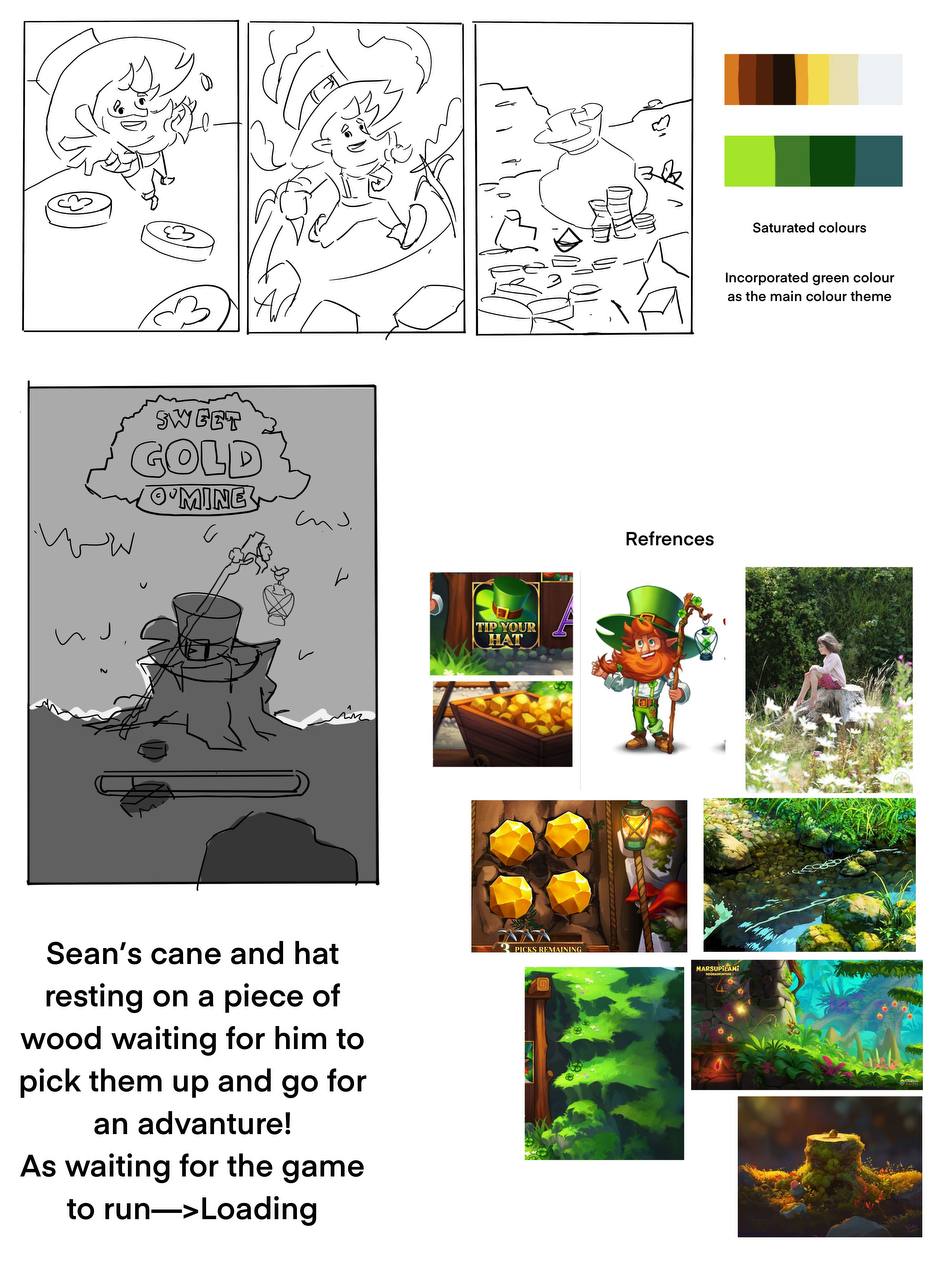 Saturated colours
Incorporated green colour
as the main colour theme
SWEET
GOLD
O'MINE
Refrences
TIP YOUR
HAT
A
3 PICKS REMAINING
MARSUPILAMI
Sean’s cane and hat
resting on a piece of
wood waiting for him to
pick them up and go for
an advanture!
As waiting for the game
to run—>Loading